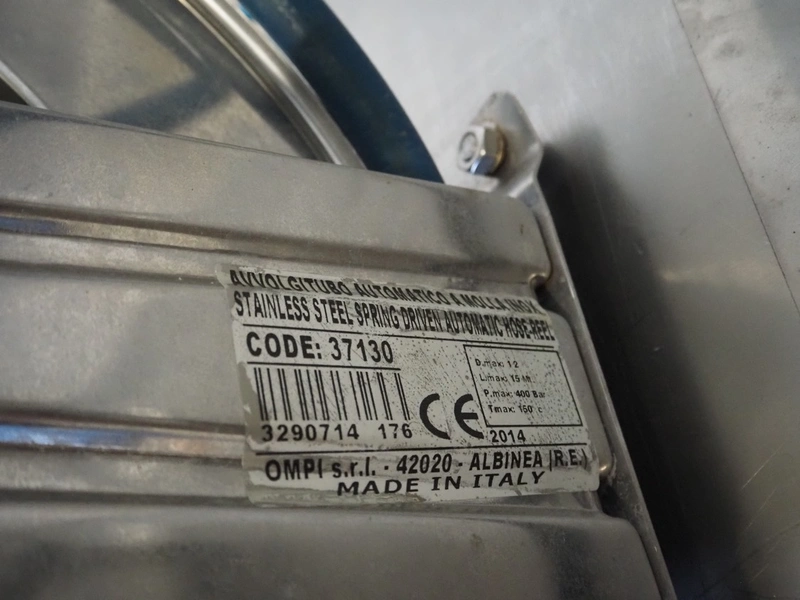 AVVOLGITUBO AUTOMATICO A MOLLA INOX
STAINLESS STEEL SPRING DRIVEN AUTOMATIC HOSE-REEL
CODE: 37130
D.max: 1 2
L.max: 15 Mt
P.max: 400 Bar
Tmax: 150° c
3290714 176
CE
2014
OMPI s.r.l. - 42020 - ALBINEA (R.E.)
MADE IN ITALY